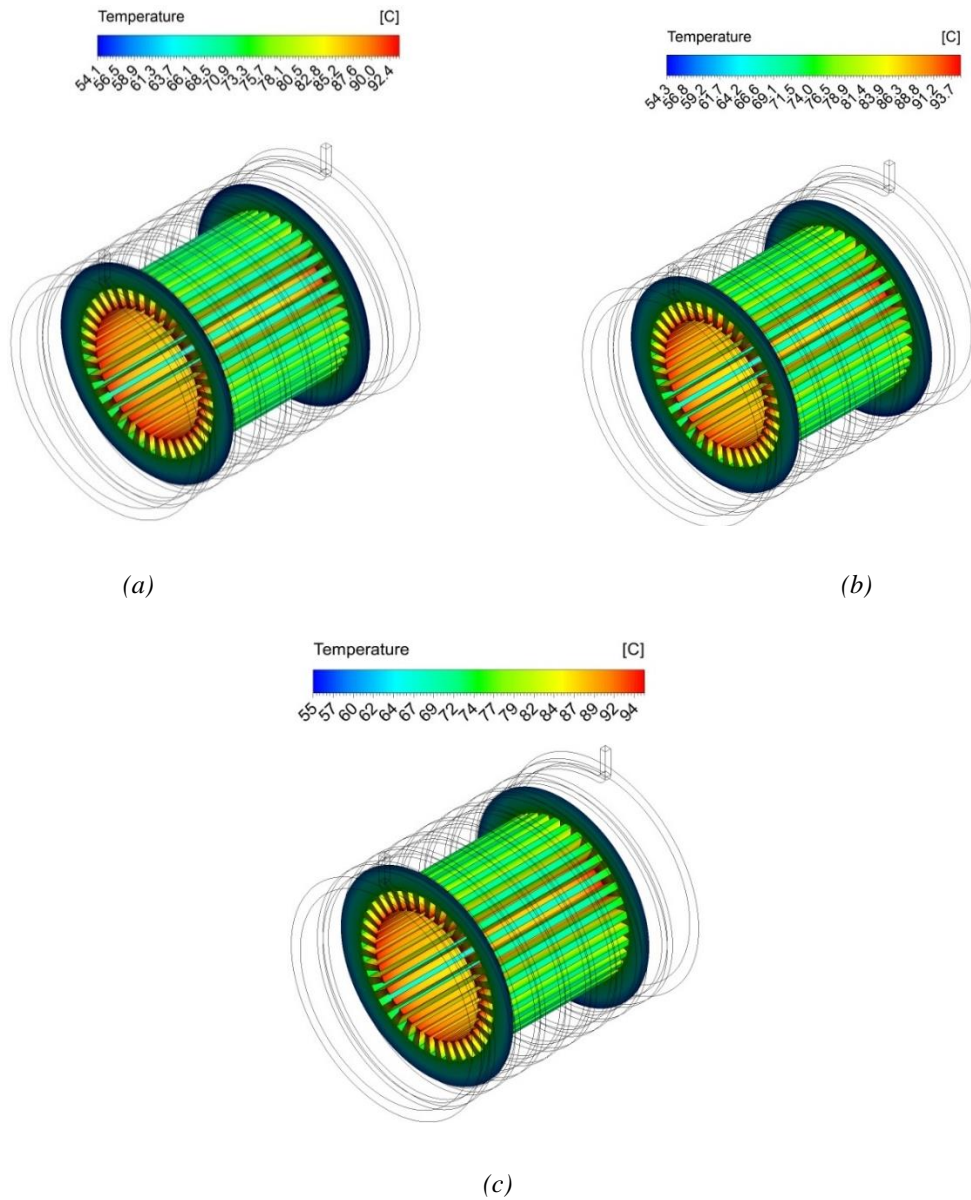 Temperature [C]
54.1 56.5 58.9 61.3 63.7 66.1 68.5 70.9 73.3 75.7 78.1 80.5 82.8 85.2 87.6 90.0 92.4
Temperature [C]
54.3 56.8 59.2 61.7 64.2 66.6 69.1 71.5 74.0 76.5 78.9 81.4 83.9 86.3 88.8 91.2 93.7
(a)
(b)
Temperature [C]
55 57 60 62 64 67 69 72 74 77 79 82 84 87 89 92 94
(c)